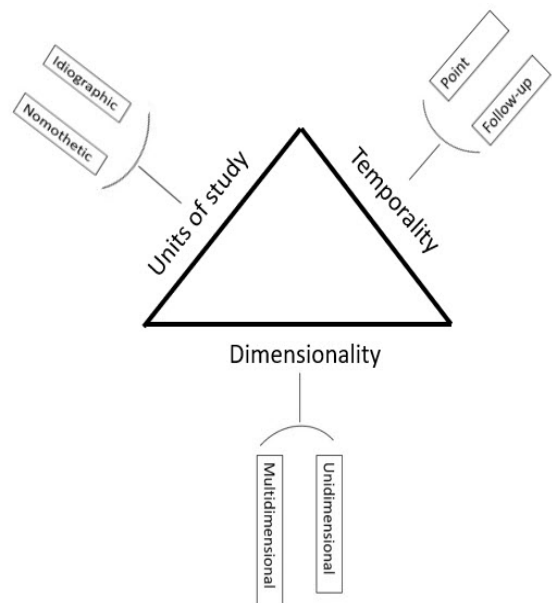 Idiographic
Nomothetic
Units of study
Point
Follow-up
Temporality
Dimensionality
Multidimensional
Unidimensional